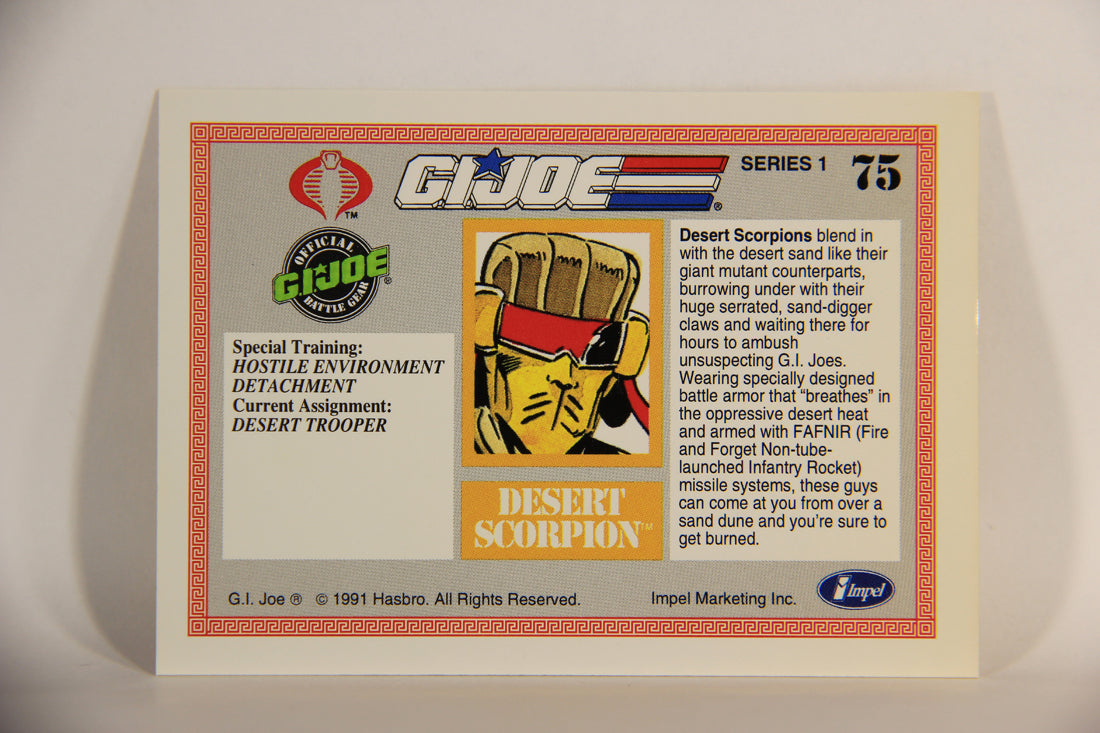 TM
G.I.JOE
®
SERIES 1
75
OFFICIAL
G.I.JOE
®
BATTLE GEAR
Special Training:
HOSTILE ENVIRONMENT
DETACHMENT
Current Assignment:
DESERT TROOPER
DESERT
SCORPION™
Desert Scorpions blend in
with the desert sand like their
giant mutant counterparts,
burrowing under with their
huge serrated, sand-digger
claws and waiting there for
hours to ambush
unsuspecting G.I. Joes.
Wearing specially designed
battle armor that “breathes” in
the oppressive desert heat
and armed with FAFNIR (Fire
and Forget Non-tube-
launched Infantry Rocket)
missile systems, these guys
can come at you from over a
sand dune and you're sure to
get burned.
G.I. Joe ® © 1991 Hasbro. All Rights Reserved.
Impel Marketing Inc.
Impel